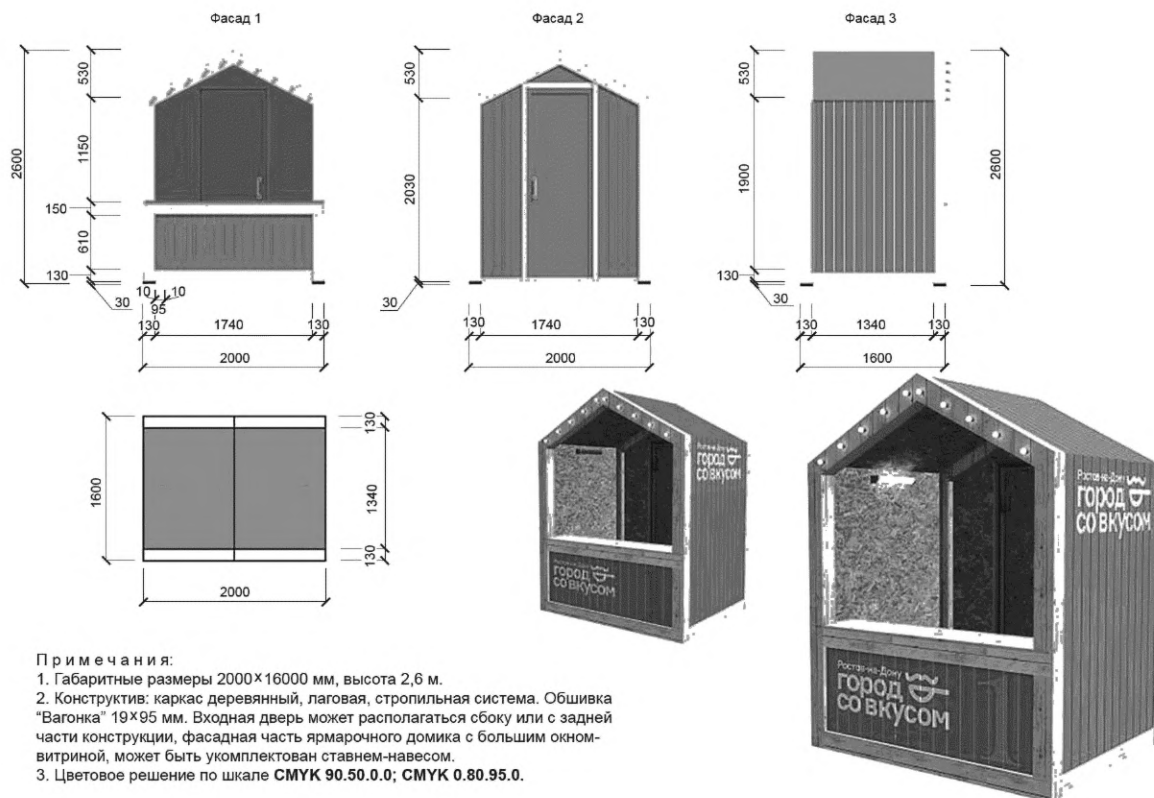 Фасад 1
Фасад 2
Фасад 3
2600
530
1150
150
610
130
30
10
10
95
130
1740
130
2000
530
2030
30
130
1740
130
2000
530
1900
130
30
2600
130
1340
130
1600
1600
130
1340
130
2000
Ростов-на-Дону
город
со вкусом
Ростов-на-Дону
город
со вкусом
Ростов-на-Дону
город
со вкусом
Ростов-на-Дону
город
со вкусом
Примечания:
1. Габаритные размеры 2000×16000 мм, высота 2,6 м.
2. Конструктив: каркас деревянный, лаговая, стропильная система. Обшивка
"Вагонка" 19×95 мм. Входная дверь может располагаться сбоку или с задней
части конструкции, фасадная часть ярмарочного домика с большим окном-
витриной, может быть укомплектован ставнем-навесом.
3. Цветовое решение по шкале CMYK 90.50.0.0; CMYK 0.80.95.0.